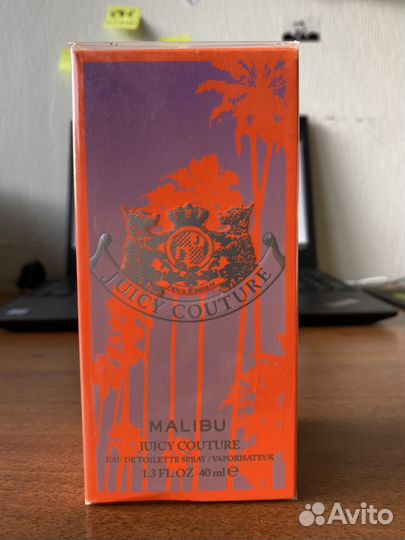 JUICY COUTURE
MALIBU
JUICY COUTURE
EAU DE TOILETTE SPRAY / VAPORISATEUR
1.3 FL OZ 40 ml ℮
Avito